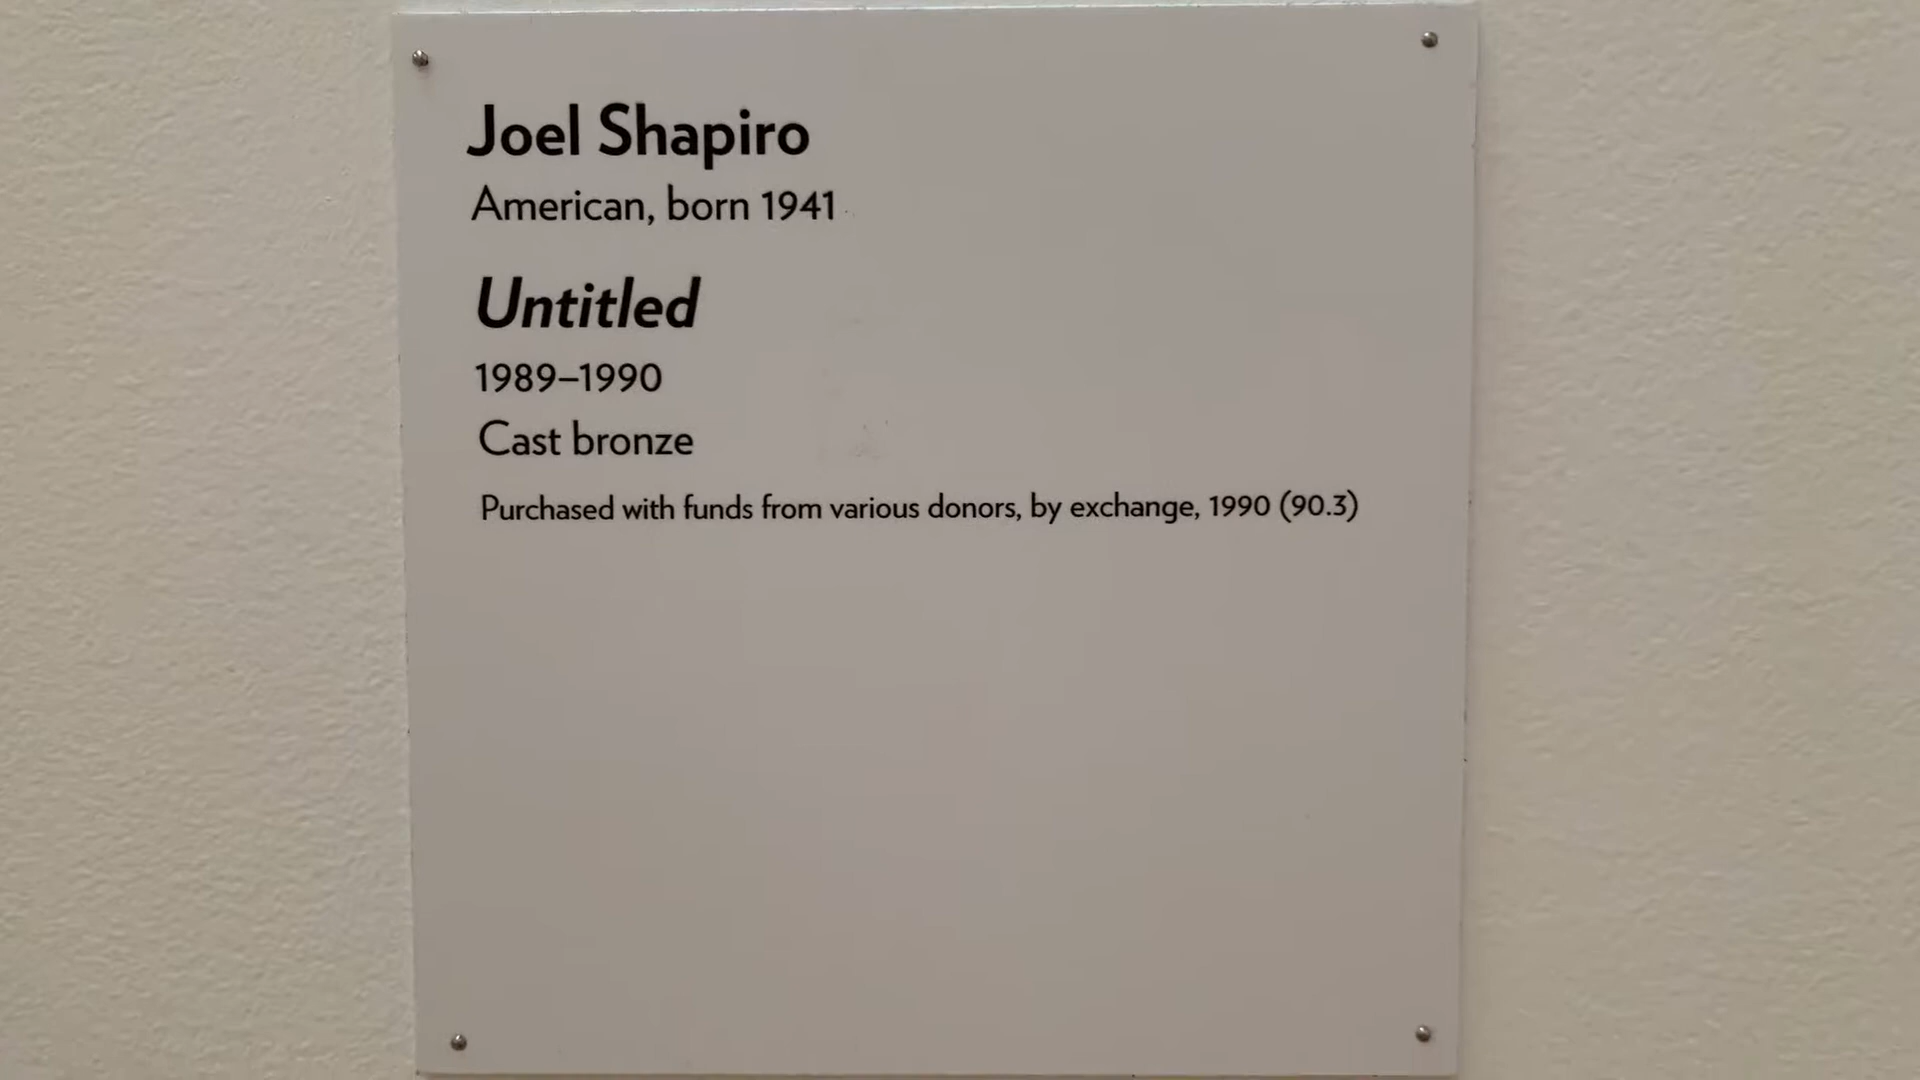 Joel Shapiro
American, born 1941
Untitled
1989–1990
Cast bronze
Purchased with funds from various donors, by exchange, 1990 (90.3)